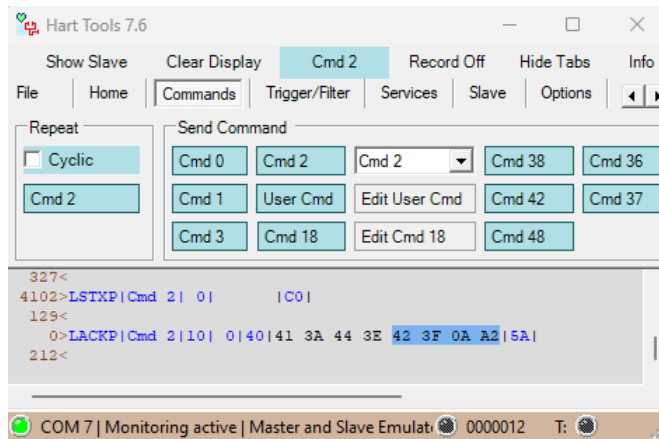 Hart Tools 7.6
Show Slave Clear Display Cmd 2 Record Off Hide Tabs Info
File Home Commands Trigger/Filter Services Slave Options
Repeat Send Command
Cyclic Cmd 0 Cmd 2 Cmd 2 Cmd 38 Cmd 36
Cmd 2 Cmd 1 User Cmd Edit User Cmd Cmd 42 Cmd 37
Cmd 3 Cmd 18 Edit Cmd 18 Cmd 48
327<
4102>LSTXP|Cmd 2| 0| |C0|
129<
0>LACKP|Cmd 2|10| 0|40|41 3A 44 3E 42 3F 0A A2|5A|
212<
COM 7 | Monitoring active | Master and Slave Emulati 0000012 T: